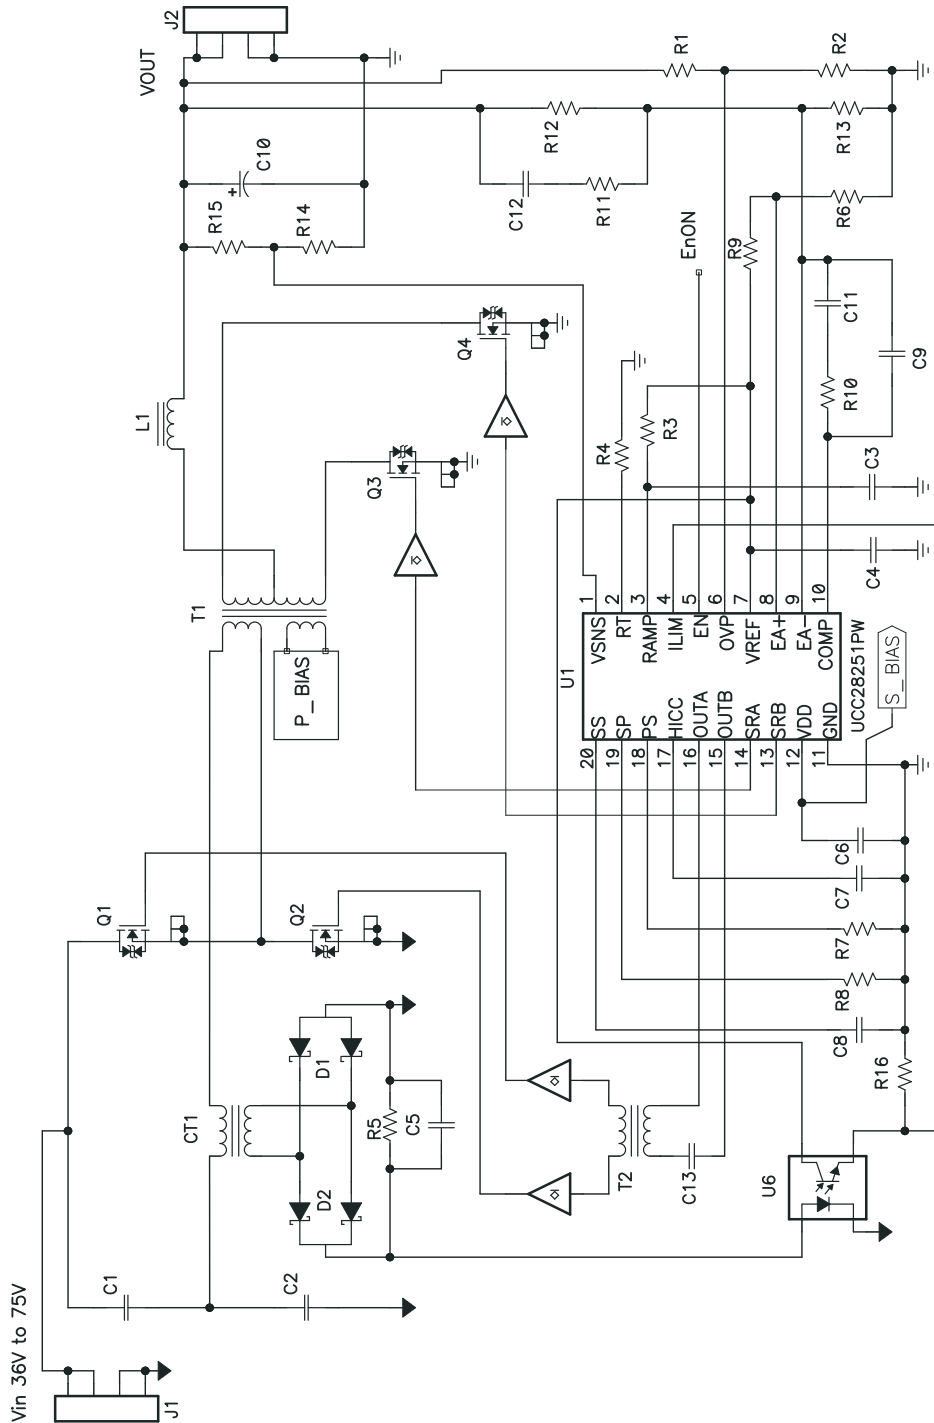 Vin 36V to 75V
J1
C1
C2
CT1
D1
D2
R5
C5
Q1
Q2
T1
P_BIAS
L1
Q3
Q4
VOUT
J2
R15
R14
C10
+
R1
R2
R12
R13
C12
R11
R6
EnON
R9
C11
R10
C9
R4
R3
C3
C4
U1
UCC28251PW
1 VSNS
2 RT
3 RAMP
4 ILIM
5 EN
6 OVP
7 VREF
8 EA+
9 EA-
10 COMP
20 SS
19 SP
18 PS
17 HICC
16 OUTA
15 OUTB
14 SRA
13 SRB
12 VDD
11 GND
S_BIAS
C6
C7
R7
R8
C8
R16
T2
C13
U6